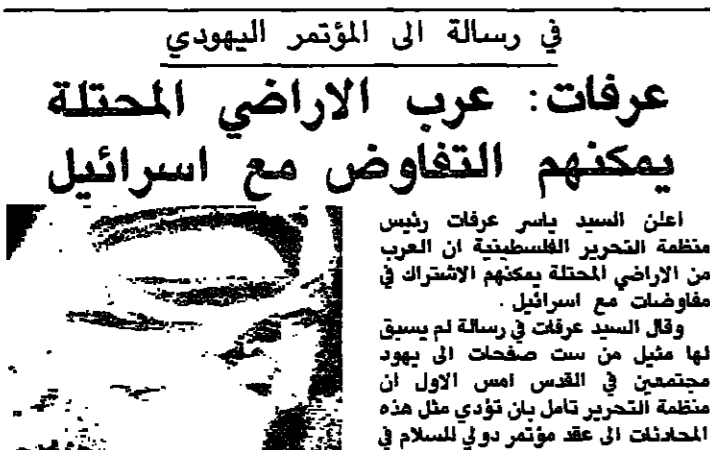 في رسالة الى المؤتمر اليهودي
عرفات: عرب الاراضي المحتلة
يمكنهم التفاوض مع اسرائيل
اعلن السيد ياسر عرفات رئيس
منظمة التحرير الفلسطينية ان العرب
من الاراضي المحتلة يمكنهم الاشتراك في
مفاوضات مع اسرائيل .
وقال السيد عرفات في رسالة لم يسبق
لها مثيل من ست صفحات الى يهود
مجتمعين في القدس امس الاول ان
منظمة التحرير تامل بان تؤدي مثل هذه
المحادثات الى عقد مؤتمر دولي للسلام في